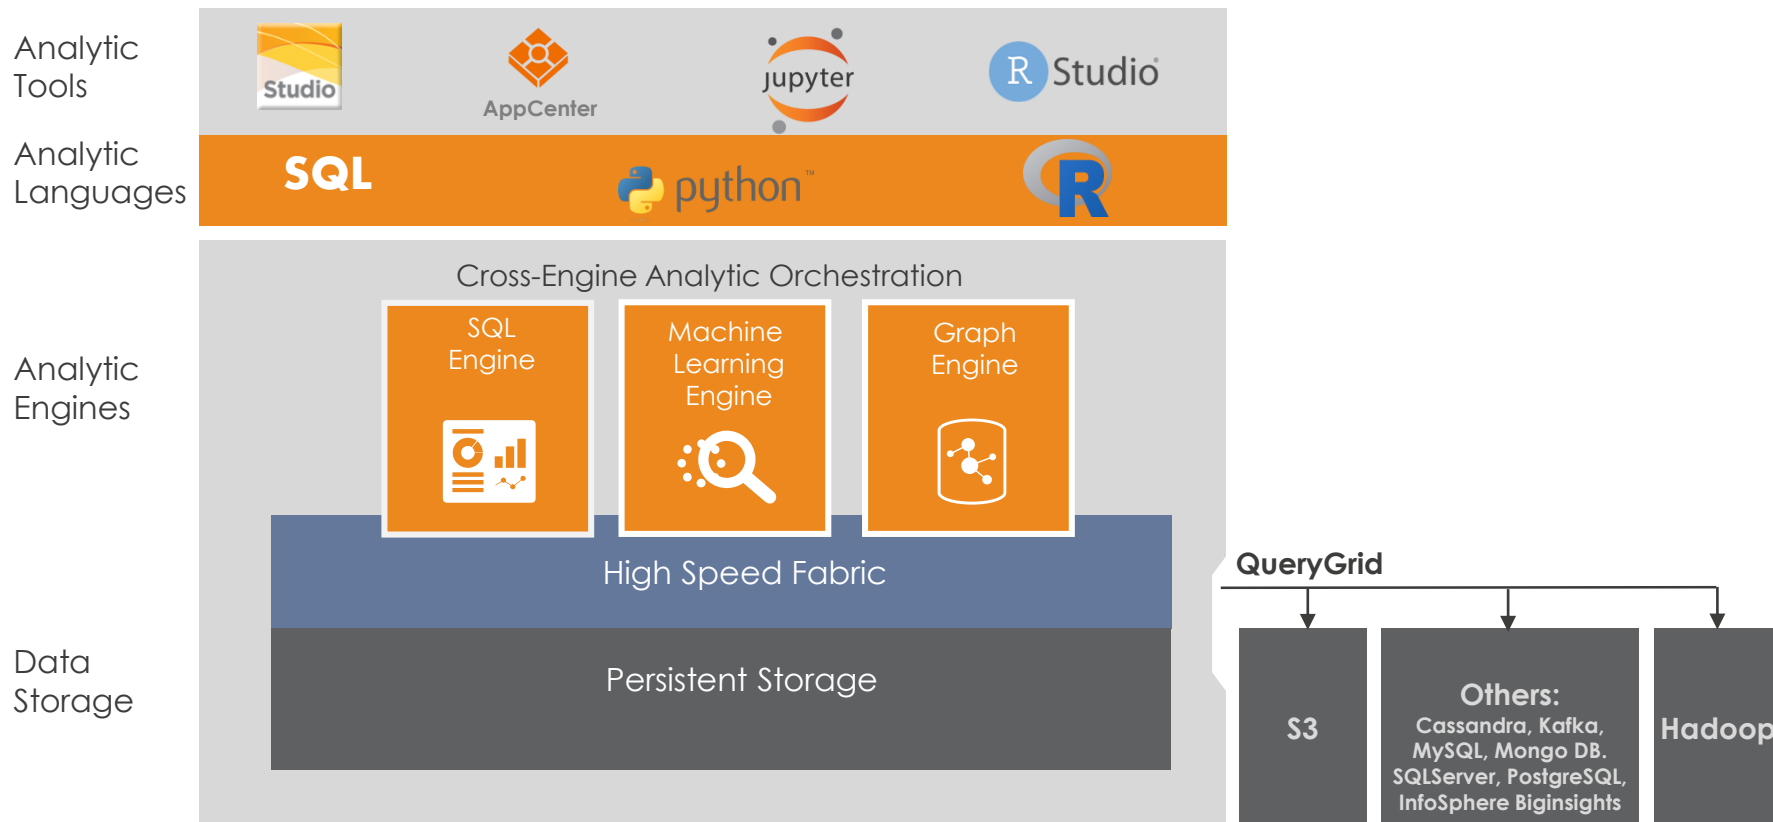 Analytic
Tools
Studio
AppCenter
jupyter
R Studio
Analytic
Languages
SQL
python™
R
Cross-Engine Analytic Orchestration
Analytic
Engines
SQL
Engine
Machine
Learning
Engine
Graph
Engine
High Speed Fabric
QueryGrid
Data
Storage
Persistent Storage
S3
Others:
Cassandra, Kafka,
MySQL, Mongo DB.
SQLServer, PostgreSQL,
InfoSphere Biginsights
Hadoop